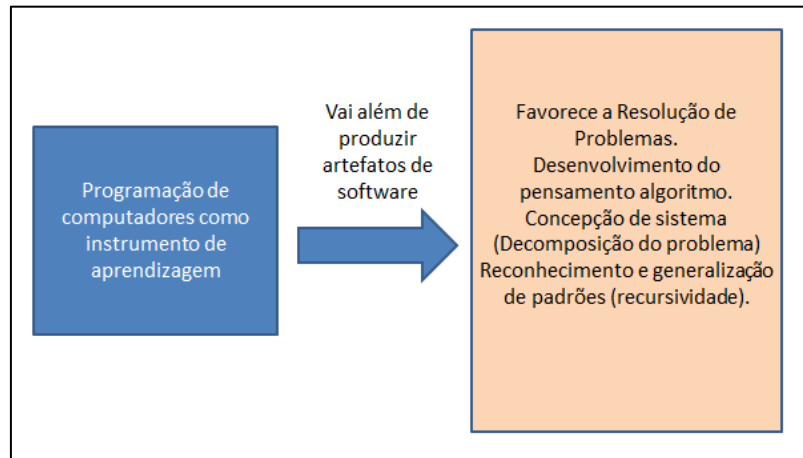 Programação de
computadores como
instrumento de
aprendizagem
Vai além de
produzir
artefatos de
software
Favorece a Resolução de
Problemas.
Desenvolvimento do
pensamento algoritmo.
Concepção de sistema
(Decomposição do problema)
Reconhecimento e generalização
de padrões (recursividade).